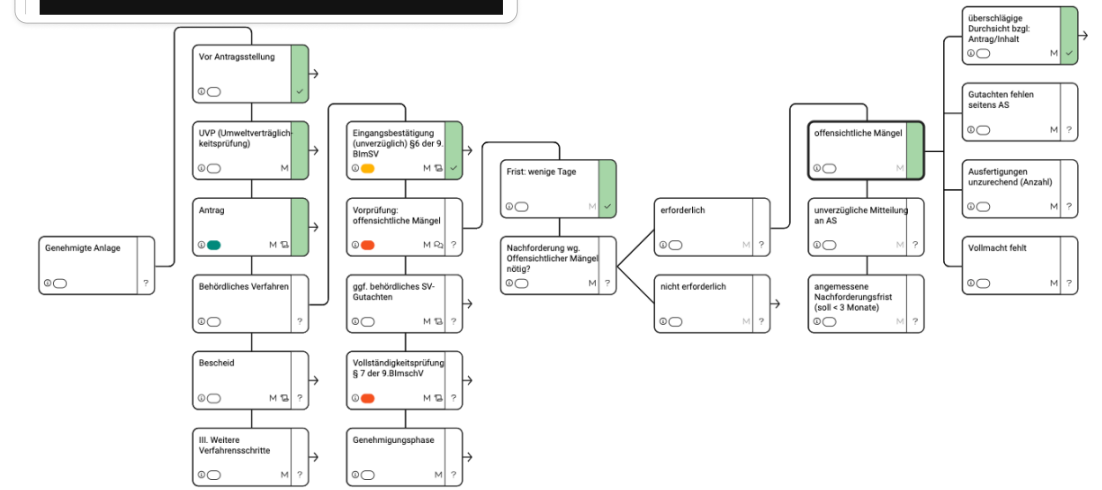 Vor Antragsstellung
UVP (Umweltverträglich-
keitsprüfung)
M
Antrag
M
Genehmigte Anlage
?
Behördliches Verfahren
?
Bescheid
M ?
III. Weitere
Verfahrensschritte
M ?
Eingangsbestätigung
(unverzüglich) §6 der 9.
BImSV
M
Vorprüfung:
offensichtliche Mängel
M ?
ggf. behördliches SV-
Gutachten
M ?
Vollständigkeitsprüfung
§ 7 der 9.BImschV
M ?
Genehmigungsphase
M ?
Frist: wenige Tage
M
Nachforderung wg.
Offensichtlicher Mängel
nötig?
M ?
erforderlich
M ?
nicht erforderlich
M ?
offensichtliche Mängel
M
unverzügliche Mitteilung
an AS
M ?
angemessene
Nachforderungsfrist
(soll < 3 Monate)
M ?
überschlägige
Durchsicht bzgl:
Antrag/Inhalt
M
Gutachten fehlen
seitens AS
M ?
Ausfertigungen
unzurechend (Anzahl)
M ?
Vollmacht fehlt
M ?